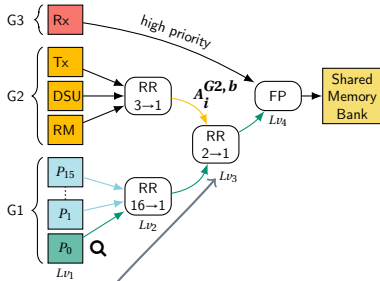 G3
Rx
high priority
G2
Tx
DSU
RM
RR
3→1
A_i^{G2,b}
FP
Lv₄
Shared
Memory
Bank
RR
2→1
Lv₃
G1
P₁₅
P₁
P₀
RR
16→1
Lv₂
Lv₁